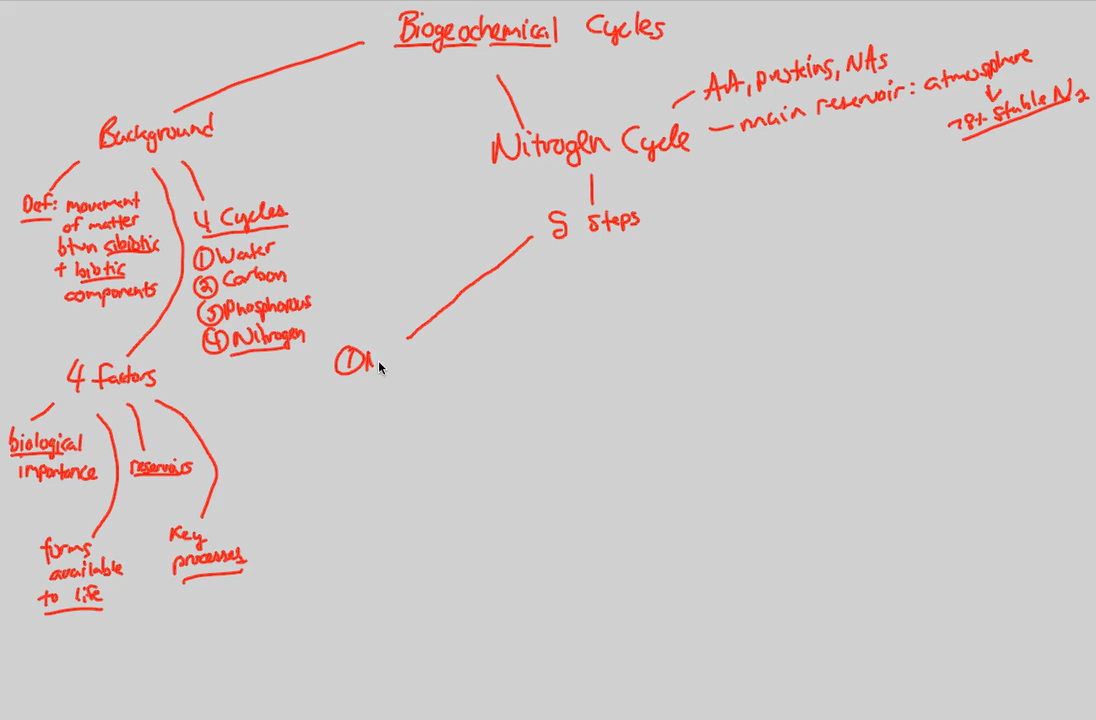 Biogeochemical Cycles
Background
Def: movement
of matter
btwn abiotic
+ biotic
components
4 Cycles
① Water
② Carbon
③ Phosphorous
④ Nitrogen
4 factors
biological
importance
forms
available
to life
reservoirs
Key
processes
Nitrogen Cycle
AA, proteins, NAs
main reservoir: atmosphere
78% stable N2
5 steps
① N